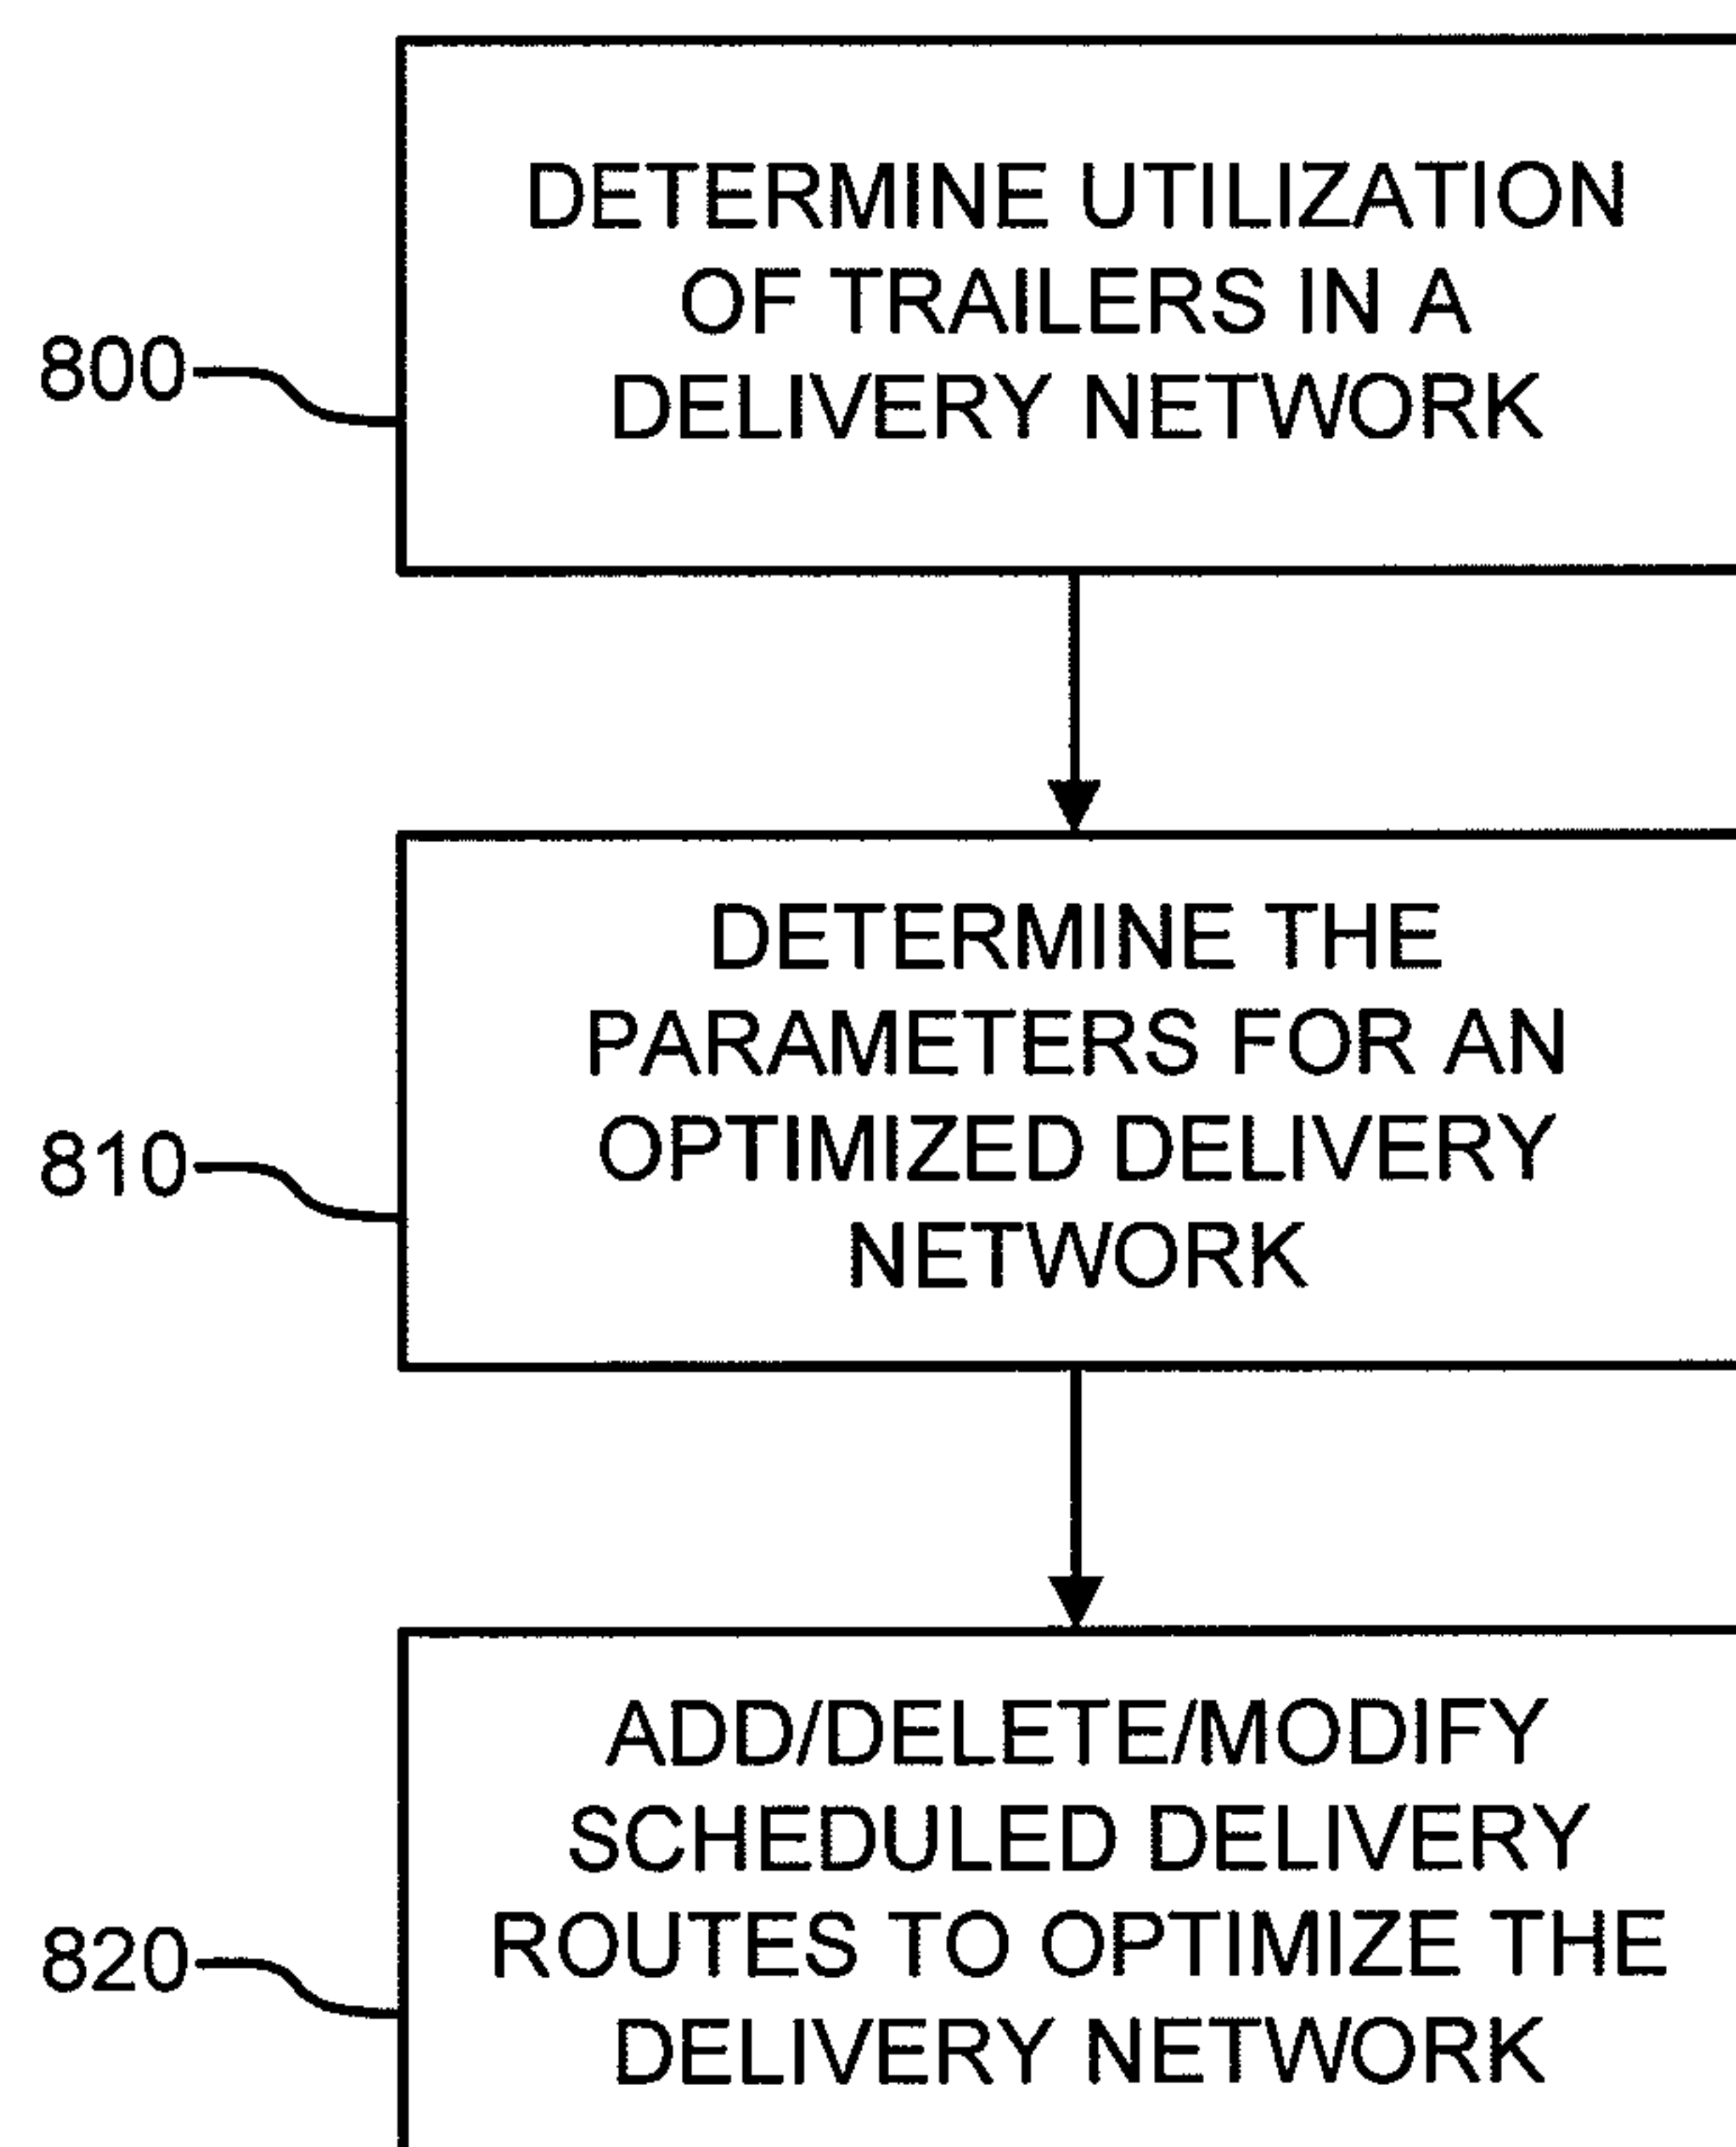 DETERMINE UTILIZATION
OF TRAILERS IN A
DELIVERY NETWORK
800
DETERMINE THE
PARAMETERS FOR AN
OPTIMIZED DELIVERY
NETWORK
810
ADD/DELETE/MODIFY
SCHEDULED DELIVERY
ROUTES TO OPTIMIZE THE
DELIVERY NETWORK
820